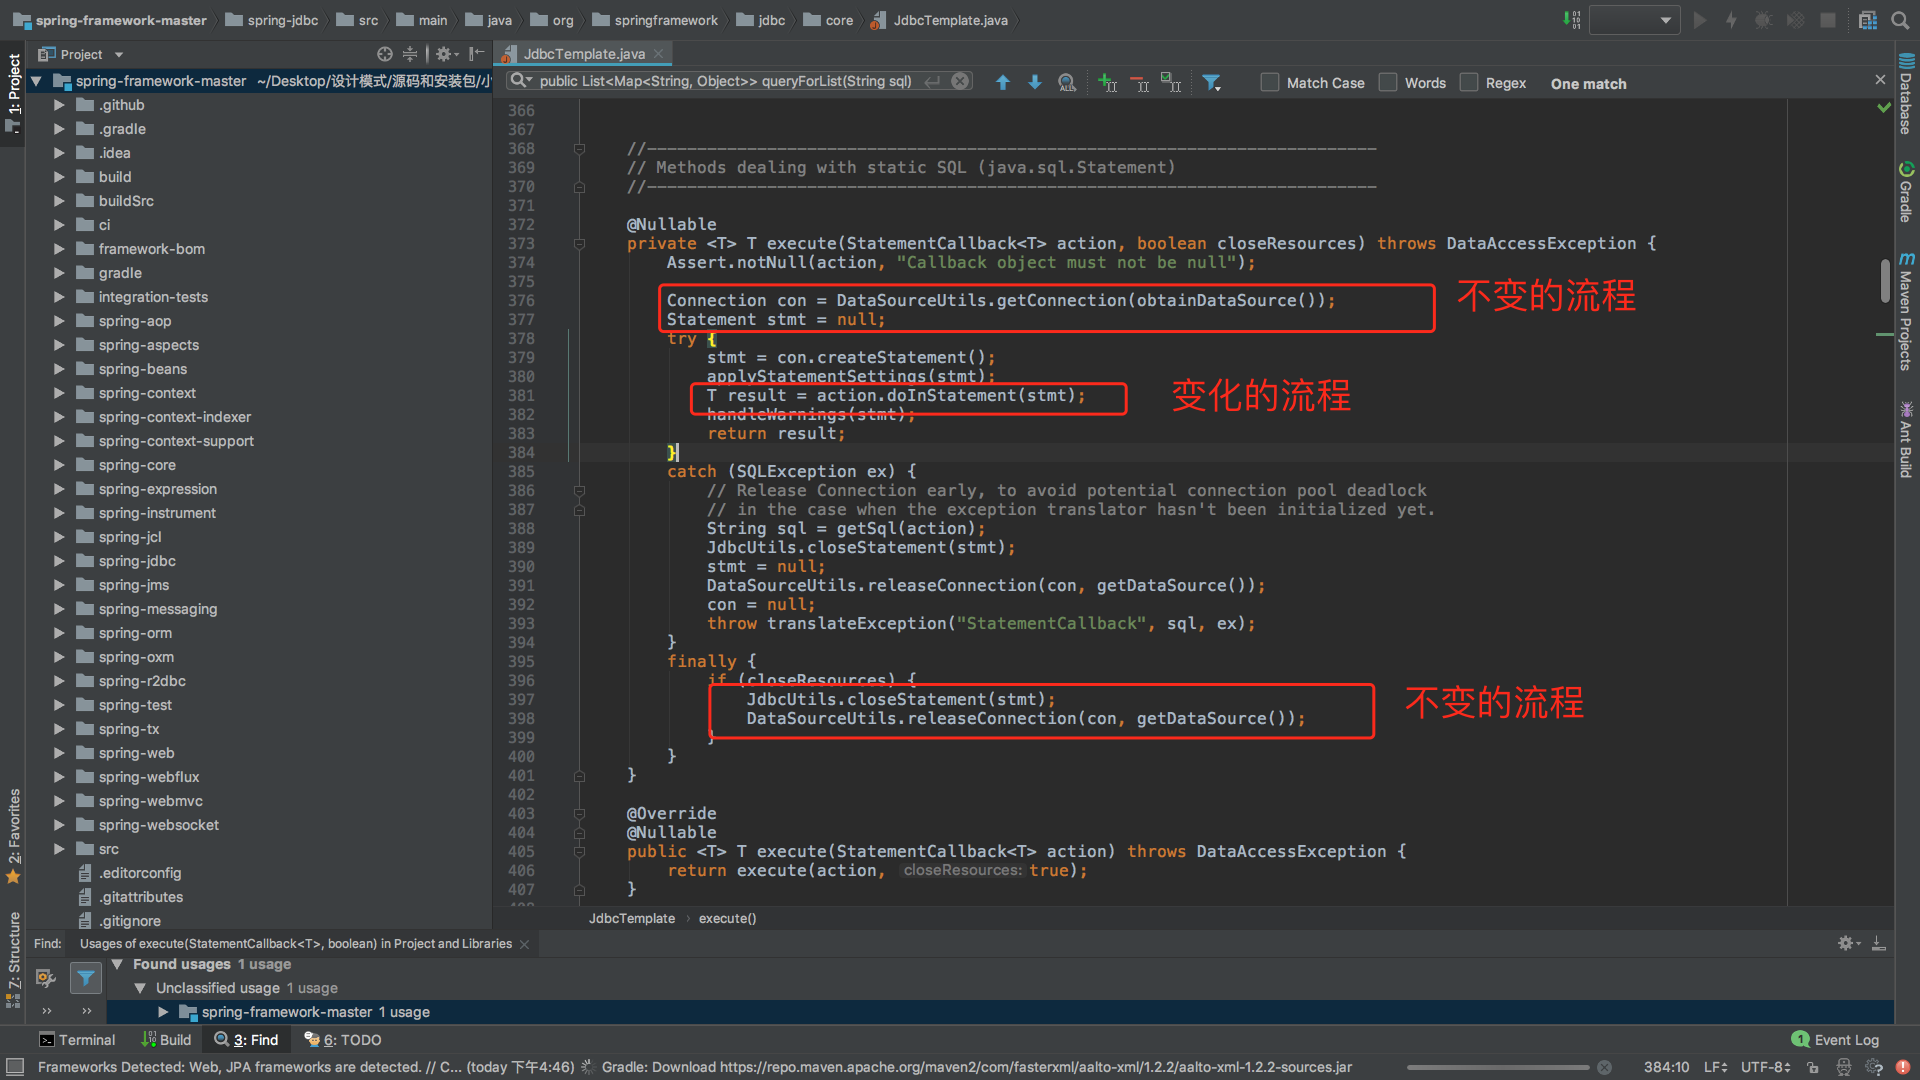 spring-framework-master spring-jdbc src main java org springframework jdbc core JdbcTemplate.java
Project
JdbcTemplate.java
public List<Map<String, Object>> queryForList(String sql)
Match Case Words Regex One match
1: Project
2: Favorites
7: Structure
Database
Gradle
Maven Projects
Ant Build
spring-framework-master ~/Desktop/设计模式/源码和安装包/小
.github
.gradle
.idea
build
buildSrc
ci
framework-bom
gradle
integration-tests
spring-aop
spring-aspects
spring-beans
spring-context
spring-context-indexer
spring-context-support
spring-core
spring-expression
spring-instrument
spring-jcl
spring-jdbc
spring-jms
spring-messaging
spring-orm
spring-oxm
spring-r2dbc
spring-test
spring-tx
spring-web
spring-webflux
spring-webmvc
spring-websocket
src
.editorconfig
.gitattributes
.gitignore
366
367
368 //-------------------------------------------------------------------------
369 // Methods dealing with static SQL (java.sql.Statement)
370 //-------------------------------------------------------------------------
371
372 @Nullable
373 private <T> T execute(StatementCallback<T> action, boolean closeResources) throws DataAccessException {
374 Assert.notNull(action, "Callback object must not be null");
375
376 Connection con = DataSourceUtils.getConnection(obtainDataSource());
不变的流程
377 Statement stmt = null;
378 try {
379 stmt = con.createStatement();
380 applyStatementSettings(stmt);
381 T result = action.doInStatement(stmt);
变化的流程
382 handleWarnings(stmt);
383 return result;
384 }
385 catch (SQLException ex) {
386 // Release Connection early, to avoid potential connection pool deadlock
387 // in the case when the exception translator hasn't been initialized yet.
388 String sql = getSql(action);
389 JdbcUtils.closeStatement(stmt);
390 stmt = null;
391 DataSourceUtils.releaseConnection(con, getDataSource());
392 con = null;
393 throw translateException("StatementCallback", sql, ex);
394 }
395 finally {
396 if (closeResources) {
397 JdbcUtils.closeStatement(stmt);
不变的流程
398 DataSourceUtils.releaseConnection(con, getDataSource());
399 }
400 }
401 }
402
403 @Override
404 @Nullable
405 public <T> T execute(StatementCallback<T> action) throws DataAccessException {
406 return execute(action, closeResources: true);
407 }
JdbcTemplate › execute()
Find: Usages of execute(StatementCallback<T>, boolean) in Project and Libraries
Found usages 1 usage
Unclassified usage 1 usage
spring-framework-master 1 usage
Terminal Build 3: Find 6: TODO 1 Event Log
Frameworks Detected: Web, JPA frameworks are detected. // C... (today 下午4:46) Gradle: Download https://repo.maven.apache.org/maven2/com/fasterxml/aalto-xml/1.2.2/aalto-xml-1.2.2-sources.jar 384:10 LF UTF-8